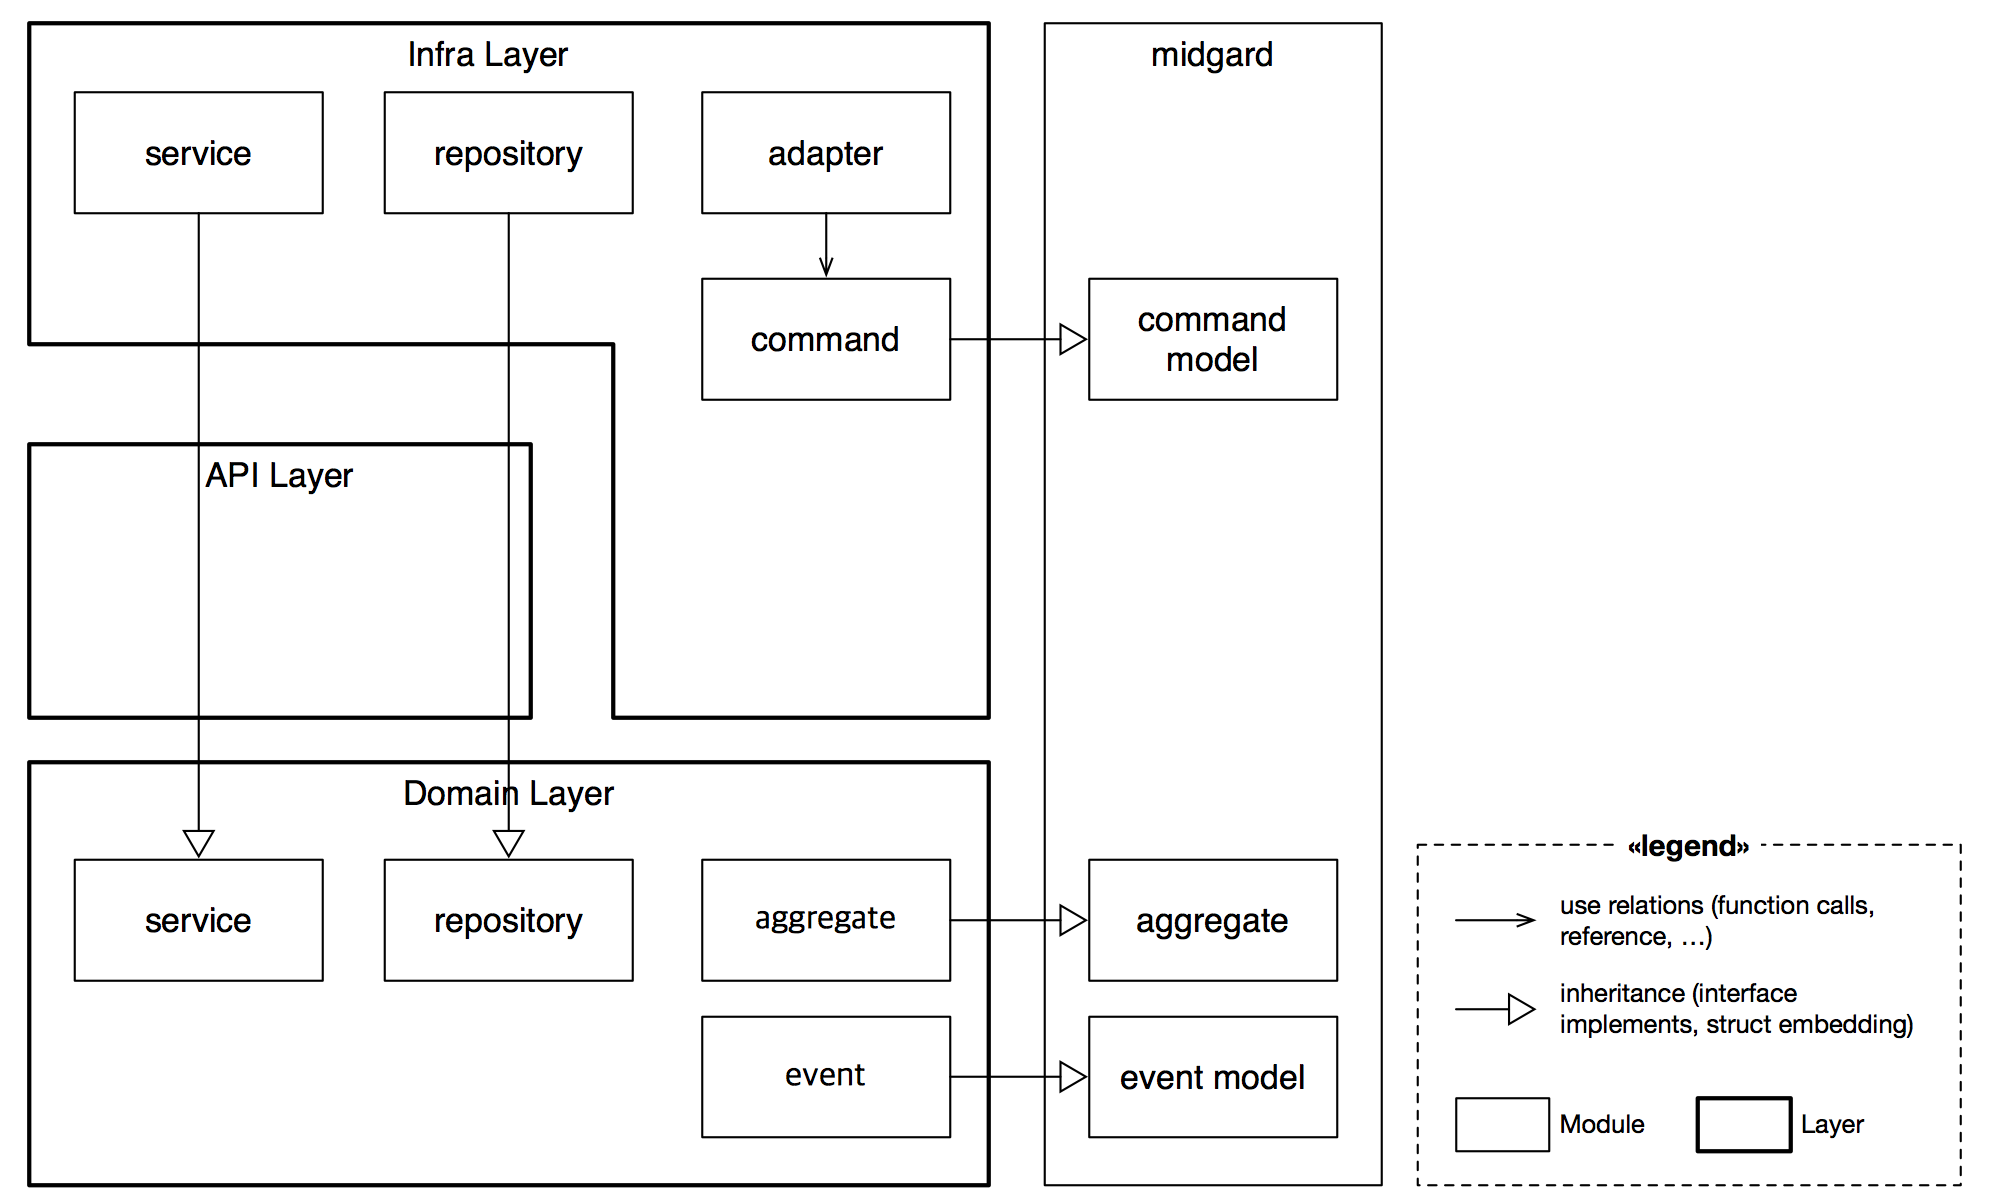 Infra Layer
midgard
service
repository
adapter
command
command
model
API Layer
Domain Layer
service
repository
aggregate
aggregate
event
event model
«legend»
use relations (function calls,
reference, …)
inheritance (interface
implements, struct embedding)
Module
Layer